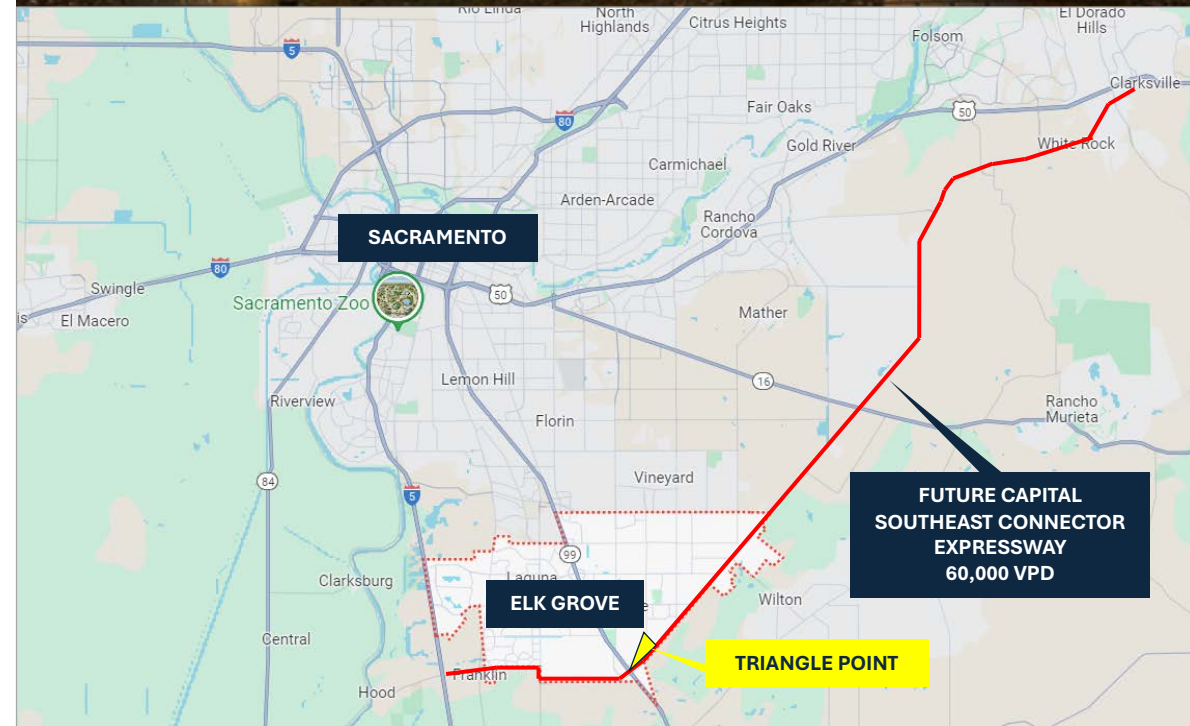 Rio Linda
North
Highlands
Citrus Heights
El Dorado
Hills
Folsom
5
Clarksville
Fair Oaks
50
80
Gold River
White Rock
Carmichael
Arden-Arcade
Rancho
Cordova
SACRAMENTO
80
Swingle
Sacramento Zoo
50
El Macero
Mather
Lemon Hill
16
Riverview
Rancho
Murieta
Florin
84
5
Vineyard
FUTURE CAPITAL
SOUTHEAST CONNECTOR
EXPRESSWAY
60,000 VPD
99
Clarksburg
Laguna
ELK GROVE
Wilton
Central
TRIANGLE POINT
Franklin
Hood